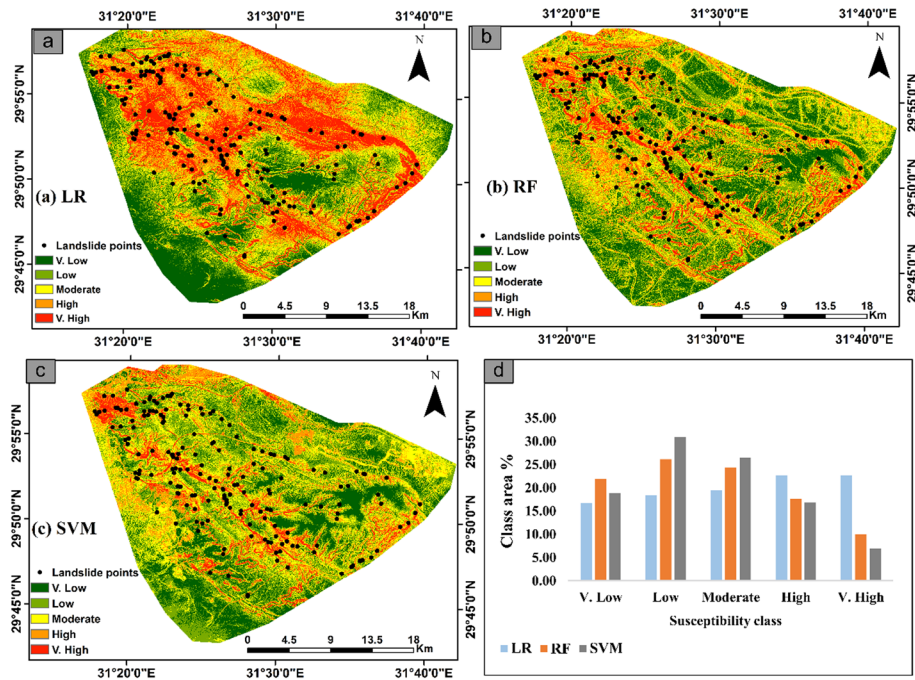 31°20'0"E 31°30'0"E 31°40'0"E
a
N
29°55'0"N
29°50'0"N
29°45'0"N
(a) LR
Landslide points
V. Low
Low
Moderate
High
V. High
0 4.5 9 13.5 18
Km
31°20'0"E 31°30'0"E 31°40'0"E
31°20'0"E 31°30'0"E 31°40'0"E
b
N
29°55'0"N
29°50'0"N
29°45'0"N
(b) RF
Landslide points
V. Low
Low
Moderate
High
V. High
0 4.5 9 13.5 18
Km
31°20'0"E 31°30'0"E 31°40'0"E
c
N
29°55'0"N
29°50'0"N
29°45'0"N
29°55'0"N
29°50'0"N
29°45'0"N
(c) SVM
Landslide points
V. Low
Low
Moderate
High
V. High
0 4.5 9 13.5 18
Km
31°20'0"E 31°30'0"E 31°40'0"E
d
Class area %
35.00
30.00
25.00
20.00
15.00
10.00
5.00
0.00
V. Low Low Moderate High V. High
Susceptibility class
LR RF SVM